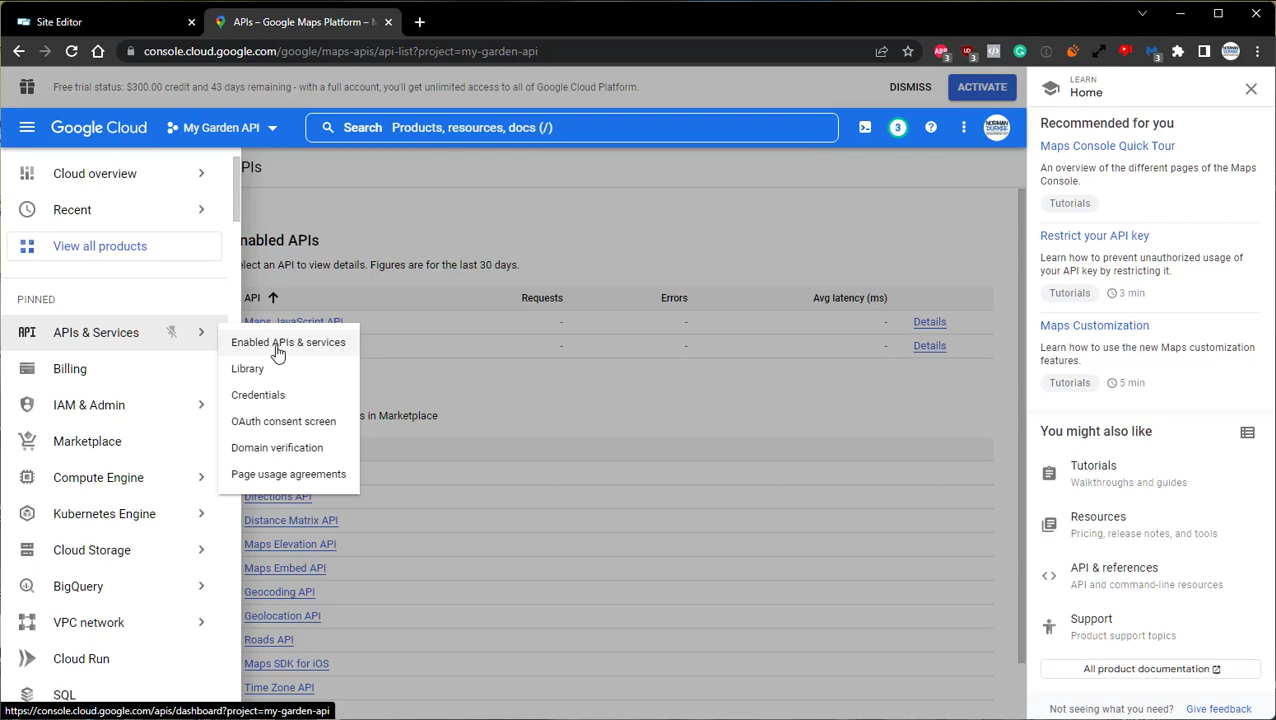 Site Editor
APIs – Google Maps Platform – M
console.cloud.google.com/google/maps-apis/api-list?project=my-garden-api
Free trial status: $300.00 credit and 43 days remaining - with a full account, you'll get unlimited access to all of Google Cloud Platform.
DISMISS
ACTIVATE
Google Cloud
My Garden API
Search Products, resources, docs (/)
3
Cloud overview
Recent
View all products
PINNED
APIs & Services
Billing
IAM & Admin
Marketplace
Compute Engine
Kubernetes Engine
Cloud Storage
BigQuery
VPC network
Cloud Run
SQL
Enabled APIs & services
Library
Credentials
OAuth consent screen
Domain verification
Page usage agreements
PIs
nabled APIs
elect an API to view details. Figures are for the last 30 days.
API Requests Errors Avg latency (ms)
Maps JavaScript API - - - Details
- - - Details
s in Marketplace
Directions API
Distance Matrix API
Maps Elevation API
Maps Embed API
Geocoding API
Geolocation API
Roads API
Maps SDK for iOS
Time Zone API
LEARN
Home
Recommended for you
Maps Console Quick Tour
An overview of the different pages of the Maps
Console.
Tutorials
Restrict your API key
Learn how to prevent unauthorized usage of
your API key by restricting it.
Tutorials 3 min
Maps Customization
Learn how to use the new Maps customization
features.
Tutorials 5 min
You might also like
Tutorials
Walkthroughs and guides
Resources
Pricing, release notes, and tools
API & references
API and command-line resources
Support
Product support topics
All product documentation
Not seeing what you need? Give feedback
https://console.cloud.google.com/apis/dashboard?project=my-garden-api